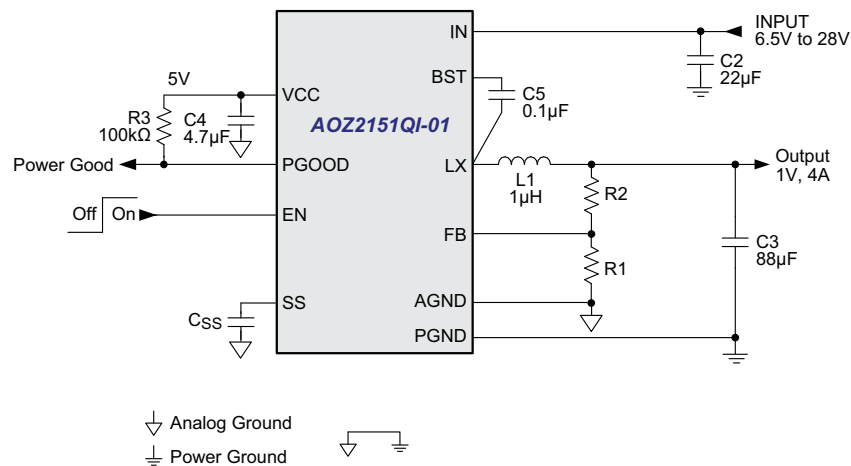 IN
INPUT
6.5V to 28V
BST
C2
22µF
5V
VCC
C5
0.1µF
R3
100kΩ
C4
4.7µF
AOZ2151QI-01
Power Good
PGOOD
LX
L1
1µH
Output
1V, 4A
Off
On
EN
R2
FB
C3
88µF
R1
SS
CSS
AGND
PGND
Analog Ground
Power Ground